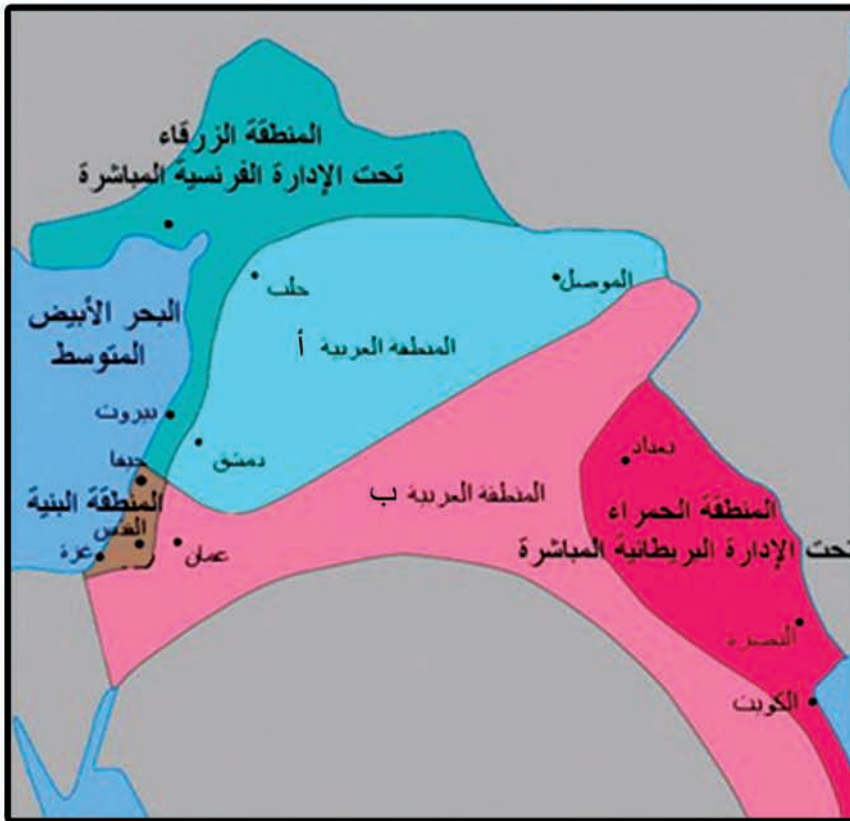 المنطقة الزرقاء
تحت الإدارة الفرنسية المباشرة
حلب
الموصل
البحر الأبيض
المتوسط
المنطقة العربية أ
بيروت
دمشق
حيفا
بغداد
المنطقة العربية ب
المنطقة البنية
المنطقة الحمراء
تحت الإدارة البريطانية المباشرة
القدس
غزة
عمان
البصرة
الكويت